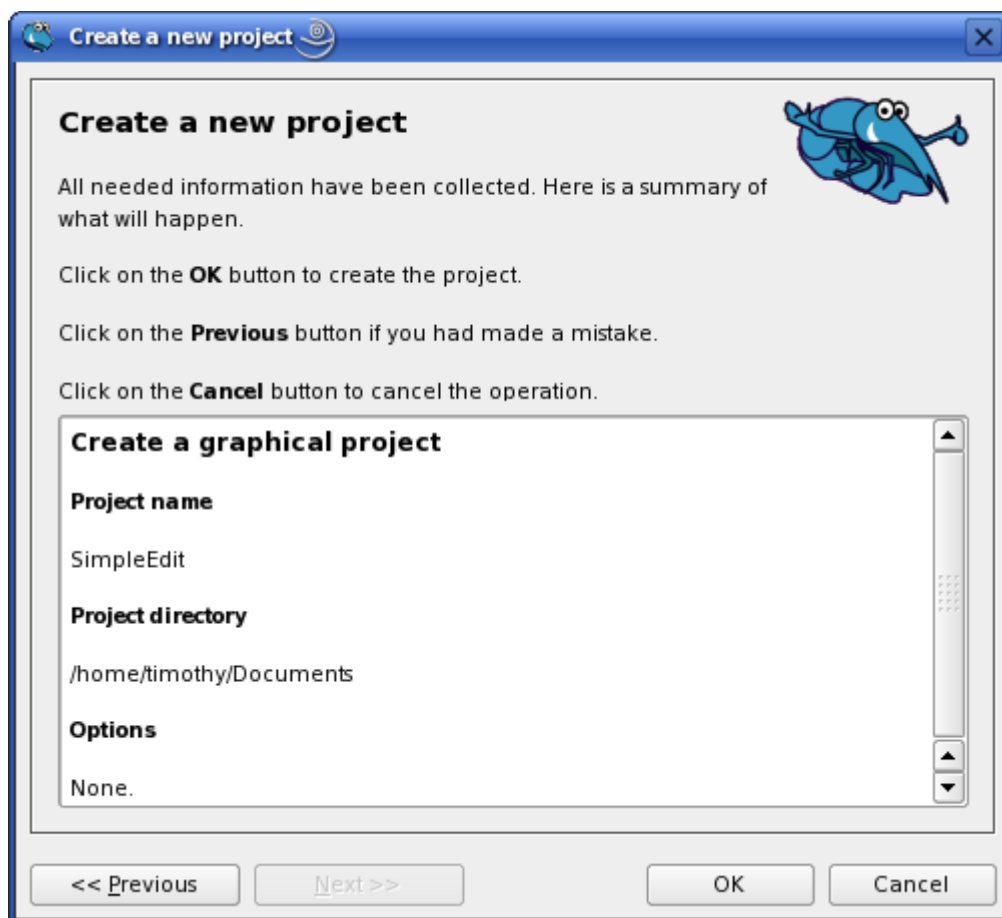 Create a new project
Create a new project
All needed information have been collected. Here is a summary of
what will happen.
Click on the OK button to create the project.
Click on the Previous button if you had made a mistake.
Click on the Cancel button to cancel the operation.
Create a graphical project
Project name
SimpleEdit
Project directory
/home/timothy/Documents
Options
None.
<< Previous
Next >>
OK
Cancel